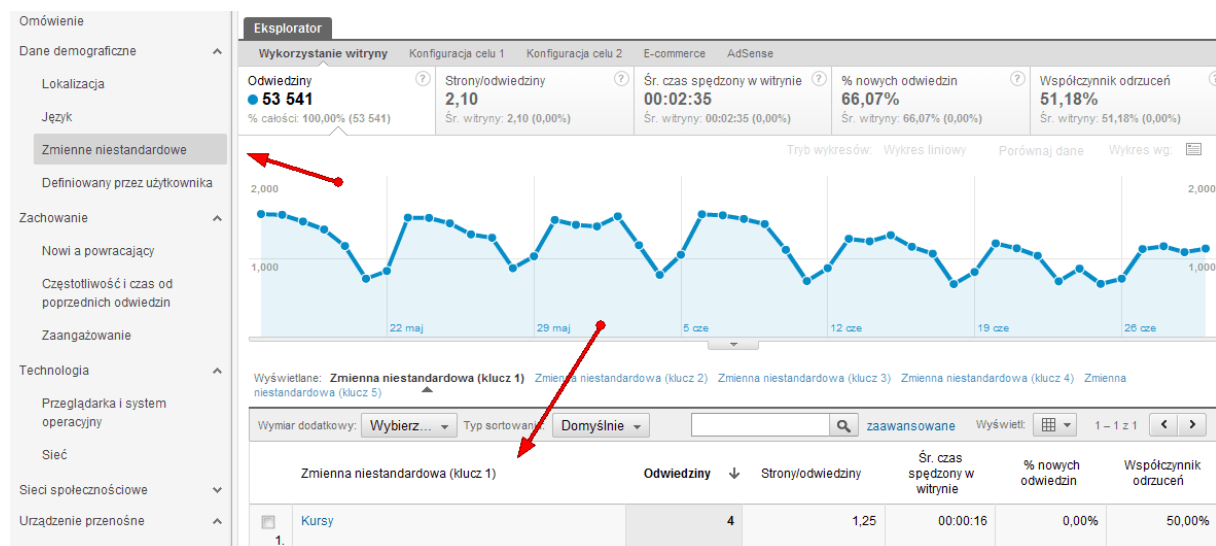 Omówienie
Dane demograficzne
Lokalizacja
Język
Zmienne niestandardowe
Definiowany przez użytkownika
Zachowanie
Nowi a powracający
Częstotliwość i czas od
poprzednich odwiedzin
Zaangażowanie
Technologia
Przeglądarka i system
operacyjny
Sieć
Sieci społecznościowe
Urządzenie przenośne
Eksplorator
Wykorzystanie witryny Konfiguracja celu 1 Konfiguracja celu 2 E-commerce AdSense
Odwiedziny ? Strony/odwiedziny ? Śr. czas spędzony w witrynie ? % nowych odwiedzin ? Współczynnik odrzuceń ?
53 541 2,10 00:02:35 66,07% 51,18%
% całości: 100,00% (53 541) Śr. witryny: 2,10 (0,00%) Śr. witryny: 00:02:35 (0,00%) Śr. witryny: 66,07% (0,00%) Śr. witryny: 51,18% (0,00%)
Tryb wykresów: Wykres liniowy Porównaj dane Wykres wg:
2,000 2,000
1,000 1,000
22 maj 29 maj 5 cze 12 cze 19 cze 26 cze
Wyświetlane: Zmienna niestandardowa (klucz 1) Zmienna niestandardowa (klucz 2) Zmienna niestandardowa (klucz 3) Zmienna niestandardowa (klucz 4) Zmienna
niestandardowa (klucz 5)
Wymiar dodatkowy: Wybierz... Typ sortowania: Domyślnie zaawansowane Wyświetl: 1 – 1 z 1
Zmienna niestandardowa (klucz 1) Odwiedziny Strony/odwiedziny Śr. czas spędzony w witrynie % nowych odwiedzin Współczynnik odrzuceń
Kursy 4 1,25 00:00:16 0,00% 50,00%
1.